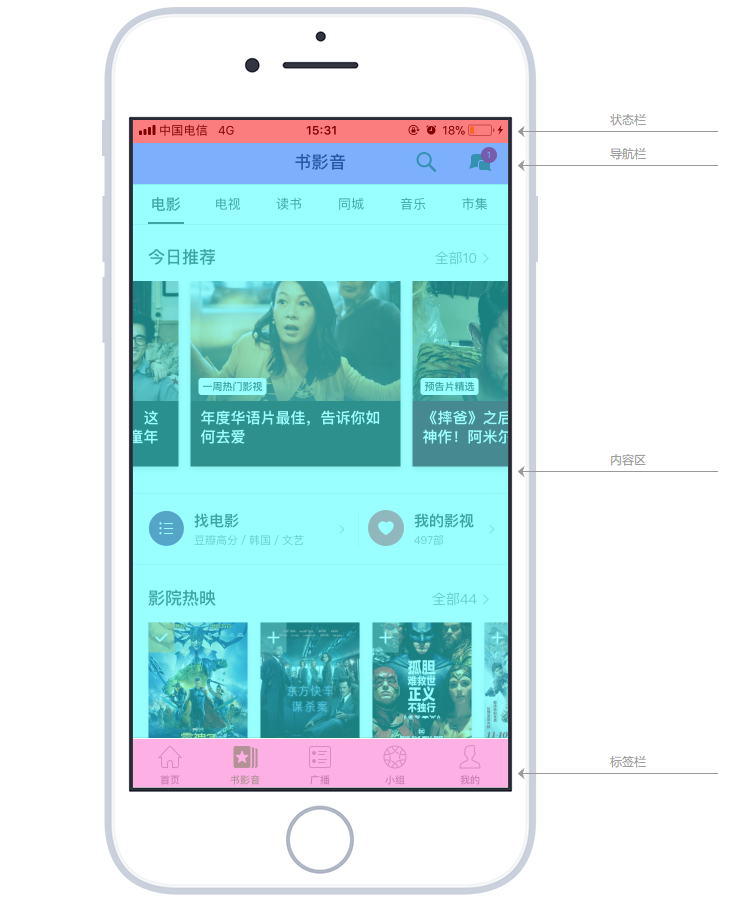 中国电信 4G 15:31 18%
状态栏
书影音 1
导航栏
电影 电视 读书 同城 音乐 市集
今日推荐 全部10
一周热门影视
预告片精选
这
童年
年度华语片最佳，告诉你如
何去爱
《摔爸》之后
神作！阿米尔
内容区
找电影
豆瓣高分 / 韩国 / 文艺
我的影视
497部
影院热映 全部44
东方快车
谋杀案
孤胆
难救世
正义
不独行
标签栏
首页 书影音 广播 小组 我的